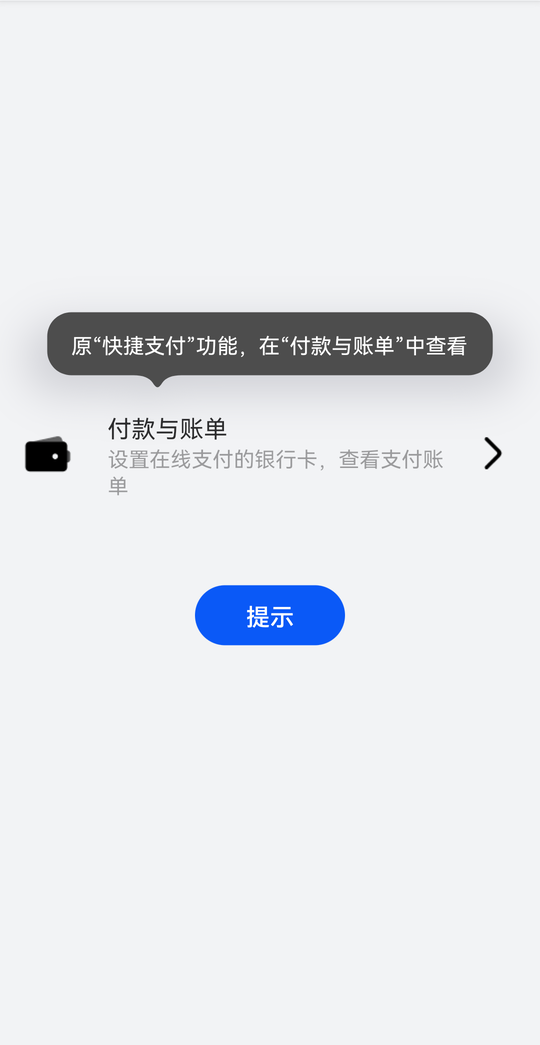 原“快捷支付”功能，在“付款与账单”中查看
付款与账单
设置在线支付的银行卡，查看支付账
单
提示